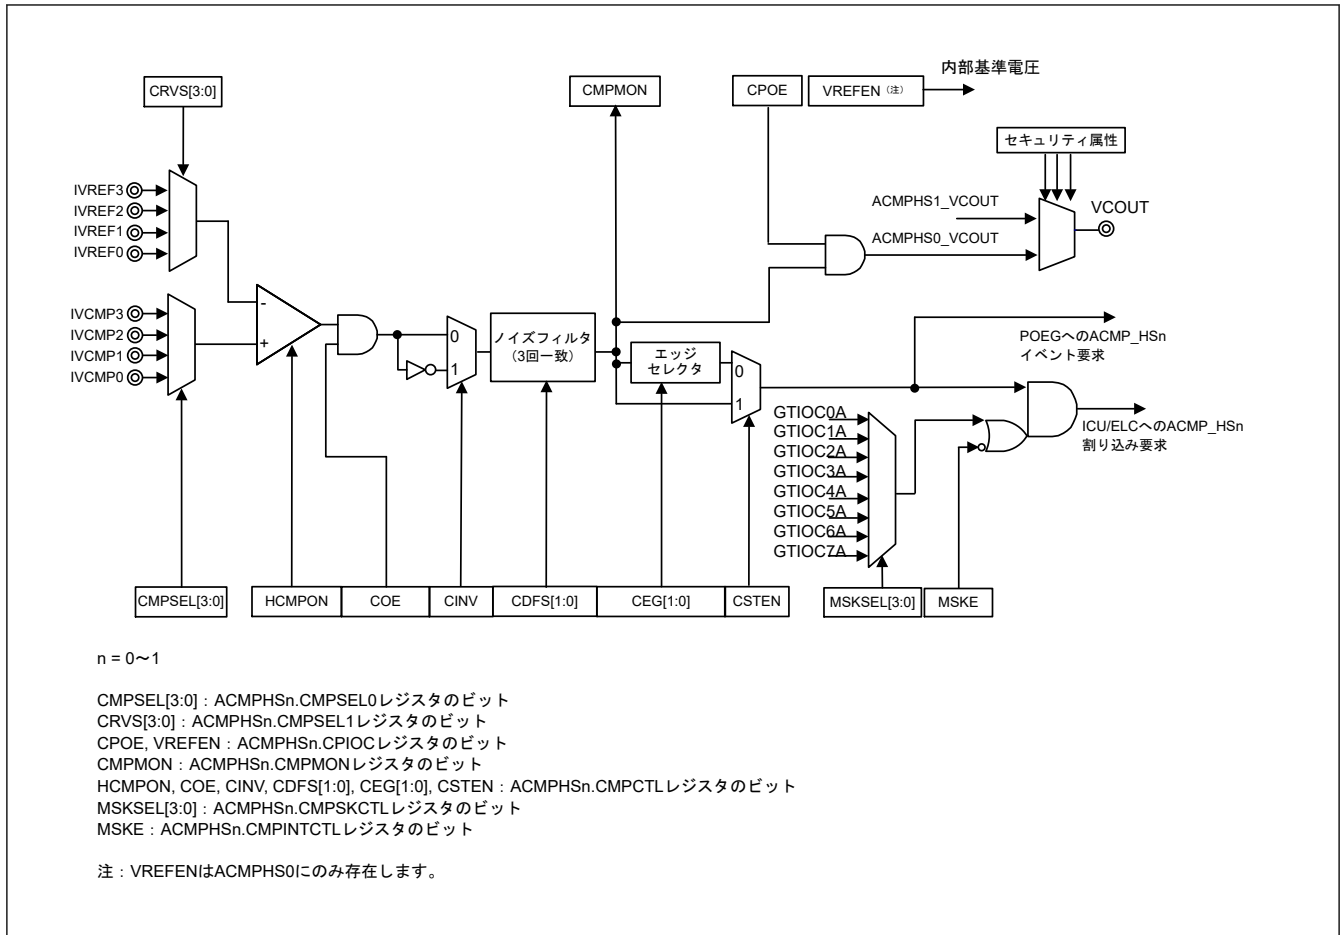 内部基準電圧
CRVS[3:0]
CMPMON
CPOE
VREFEN（注）
セキュリティ属性
IVREF3
IVREF2
IVREF1
IVREF0
ACMPHS1_VCOUT
VCOUT
ACMPHS0_VCOUT
IVCMP3
IVCMP2
IVCMP1
IVCMP0
-
+
0
1
ノイズフィルタ
（3回一致）
エッジ
セレクタ
0
1
POEGへのACMP_HSn
イベント要求
GTIOC0A
GTIOC1A
GTIOC2A
GTIOC3A
GTIOC4A
GTIOC5A
GTIOC6A
GTIOC7A
ICU/ELCへのACMP_HSn
割り込み要求
CMPSEL[3:0]
HCMPON
COE
CINV
CDFS[1:0]
CEG[1:0]
CSTEN
MSKSEL[3:0]
MSKE
n = 0～1
CMPSEL[3:0]：ACMPHSn.CMPSEL0レジスタのビット
CRVS[3:0]：ACMPHSn.CMPSEL1レジスタのビット
CPOE, VREFEN：ACMPHSn.CPIOCレジスタのビット
CMPMON：ACMPHSn.CMPMONレジスタのビット
HCMPON, COE, CINV, CDFS[1:0], CEG[1:0], CSTEN：ACMPHSn.CMPCTLレジスタのビット
MSKSEL[3:0]：ACMPHSn.CMPSKCTLレジスタのビット
MSKE：ACMPHSn.CMPINTCTLレジスタのビット
注：VREFENはACMPHS0にのみ存在します。